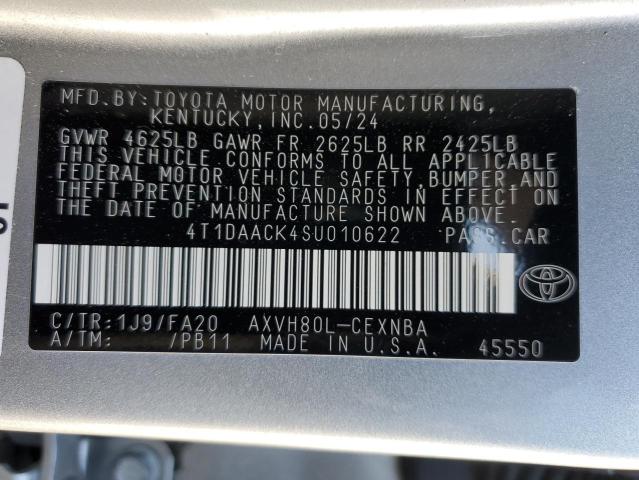 MFD.BY:TOYOTA MOTOR MANUFACTURING,
KENTUCKY,INC.05/24
GVWR 4625LB GAWR FR 2625LB RR 2425LB
THIS VEHICLE CONFORMS TO ALL APPLICABLE
FEDERAL MOTOR VEHICLE SAFETY,BUMPER,AND
THEFT PREVENTION STANDARDS IN EFFECT ON
THE DATE OF MANUFACTURE SHOWN ABOVE.
4T1DAACK4SU010622 PASS.CAR
C/TR:1J9/FA20 AXVH80L-CEXNBA
A/TM: /PB11 MADE IN U.S.A. 45550